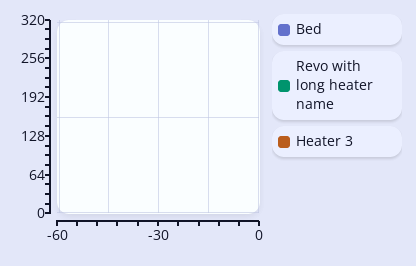 320
256
192
128
64
0
-60
-30
0
Bed
Revo with
long heater
name
Heater 3